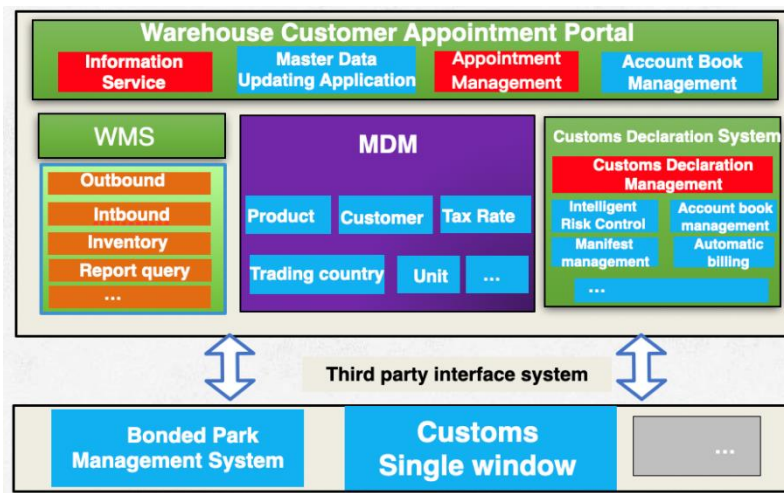 Warehouse Customer Appointment Portal
Information
Service
Master Data
Updating Application
Appointment
Management
Account Book
Management
WMS
Outbound
Intbound
Inventory
Report query
...
MDM
Product
Customer
Tax Rate
Trading country
Unit
...
Customs Declaration System
Customs Declaration
Management
Intelligent
Risk Control
Account book
management
Manifest
management
Automatic
billing
...
Third party interface system
Bonded Park
Management System
Customs
Single window
...